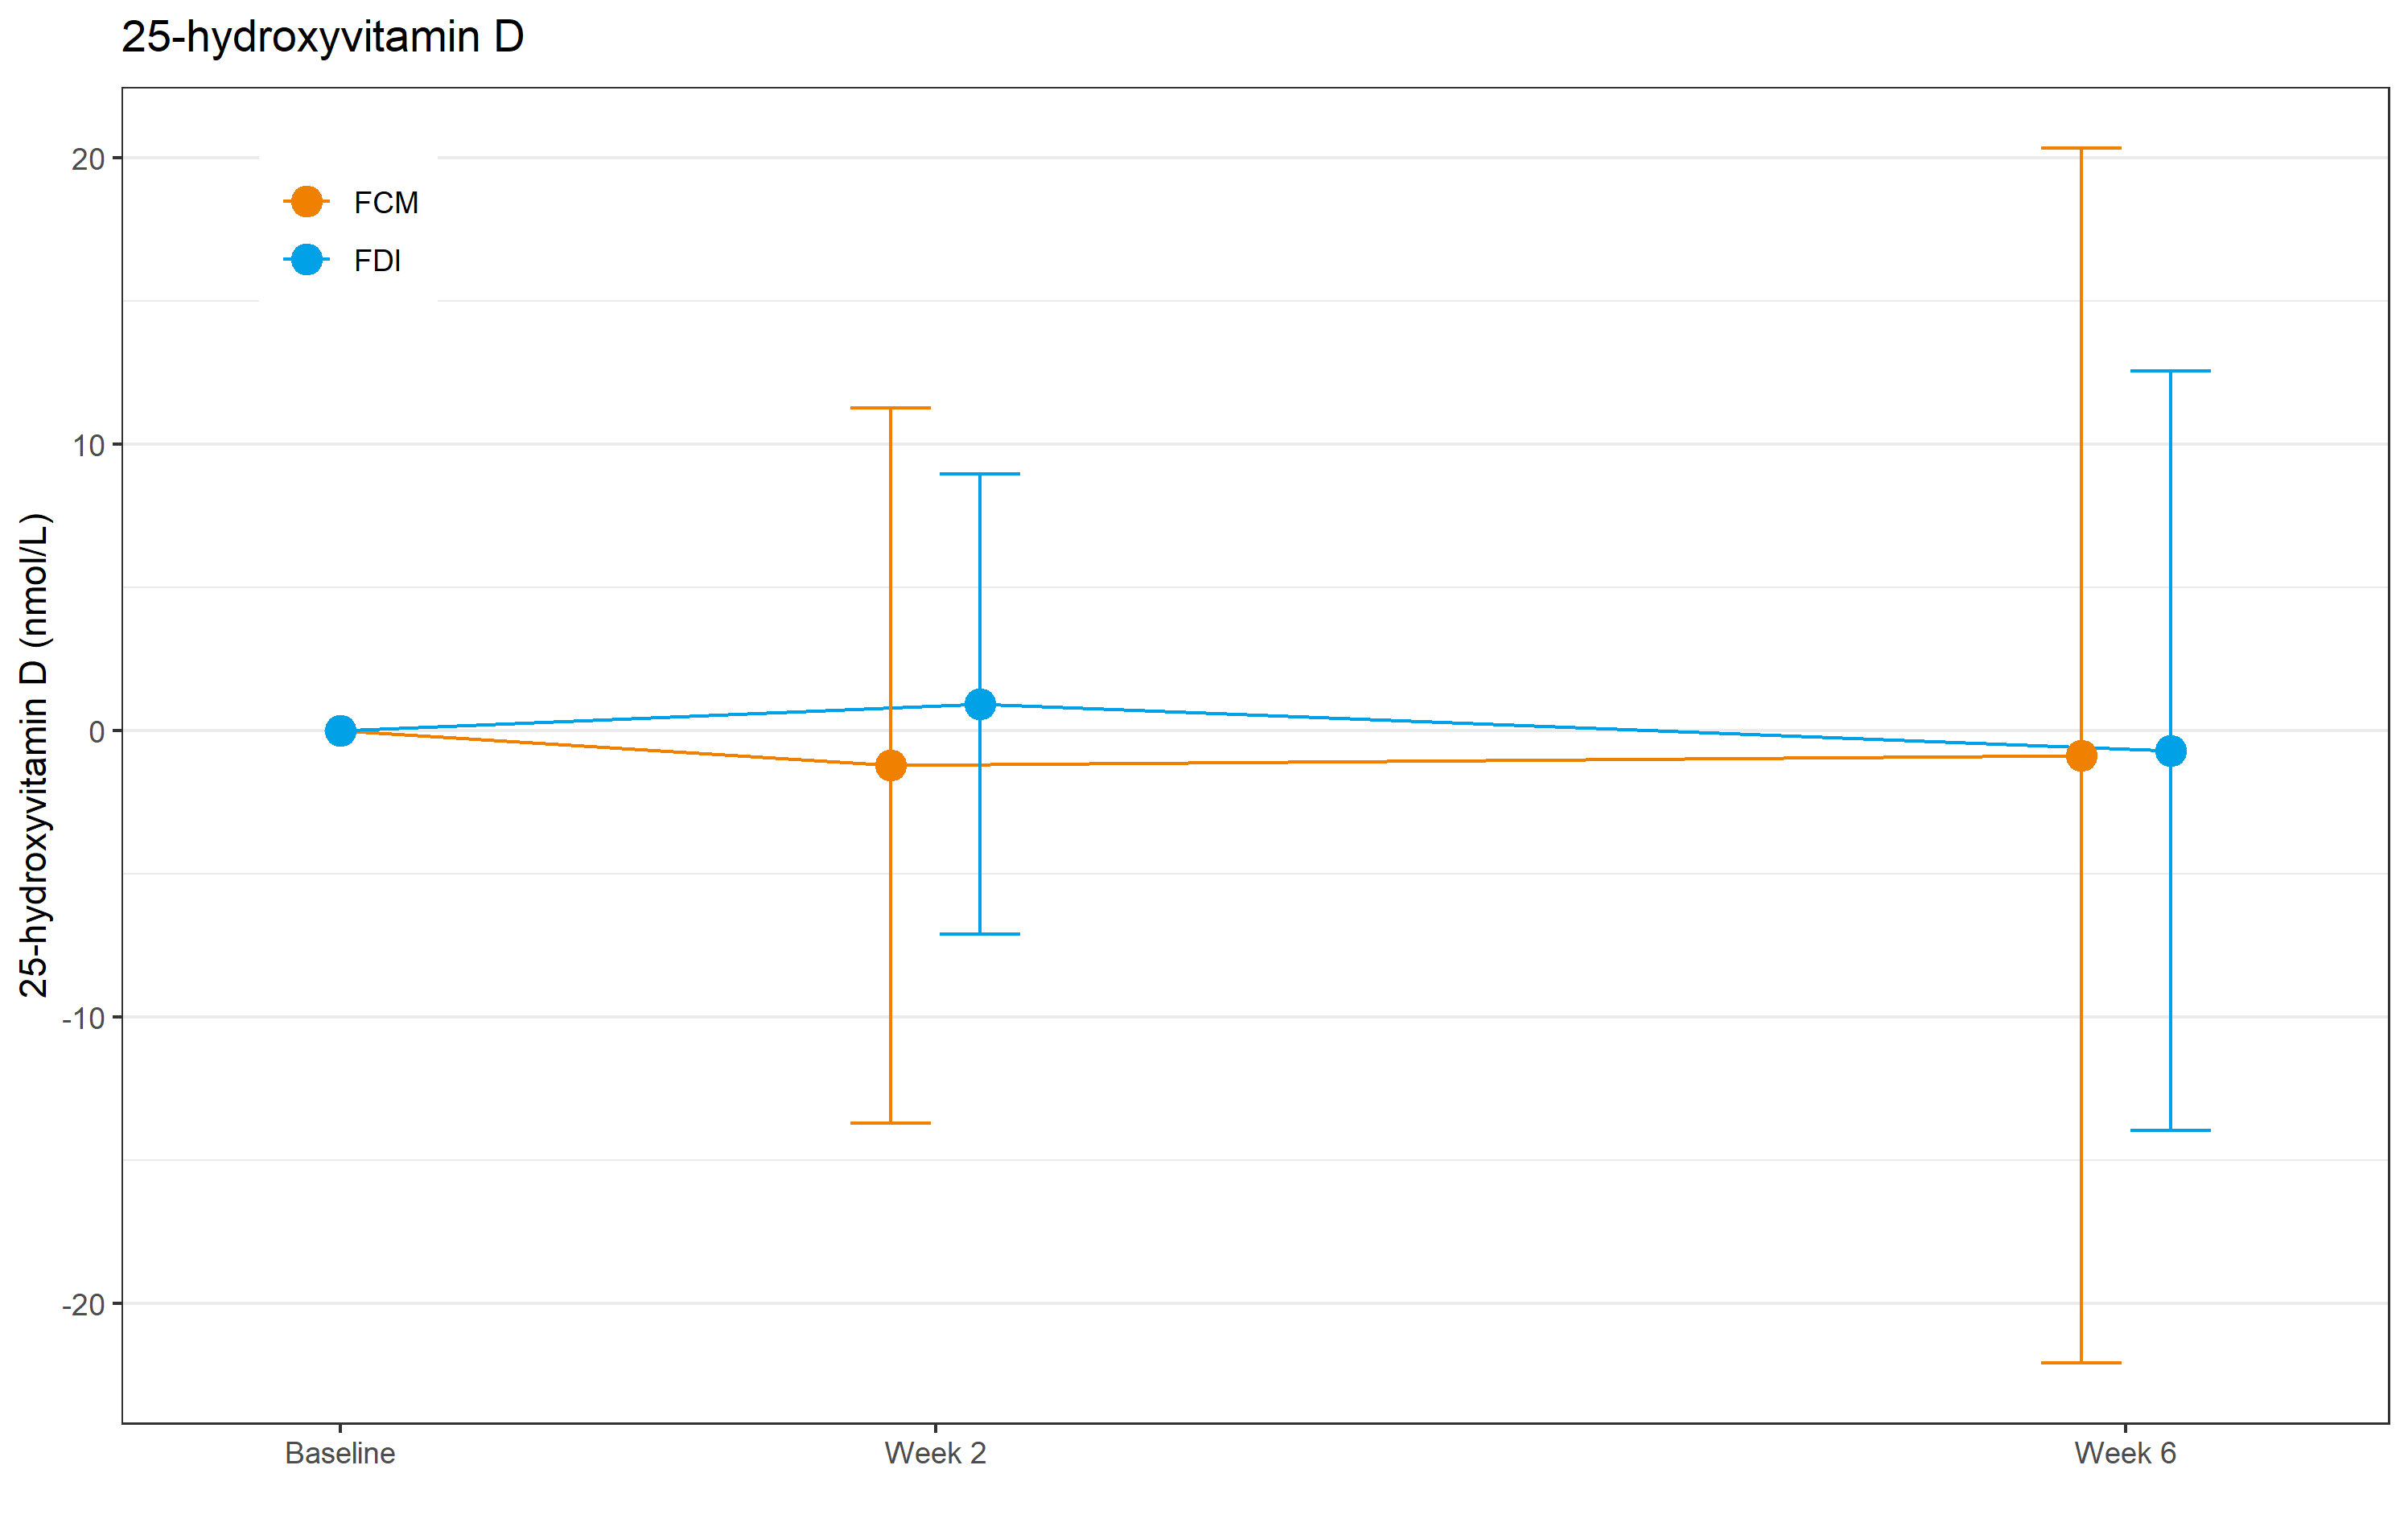 25-hydroxyvitamin D
25-hydroxyvitamin D (nmol/L)
20
10
0
-10
-20
FCM
FDI
Baseline
Week 2
Week 6